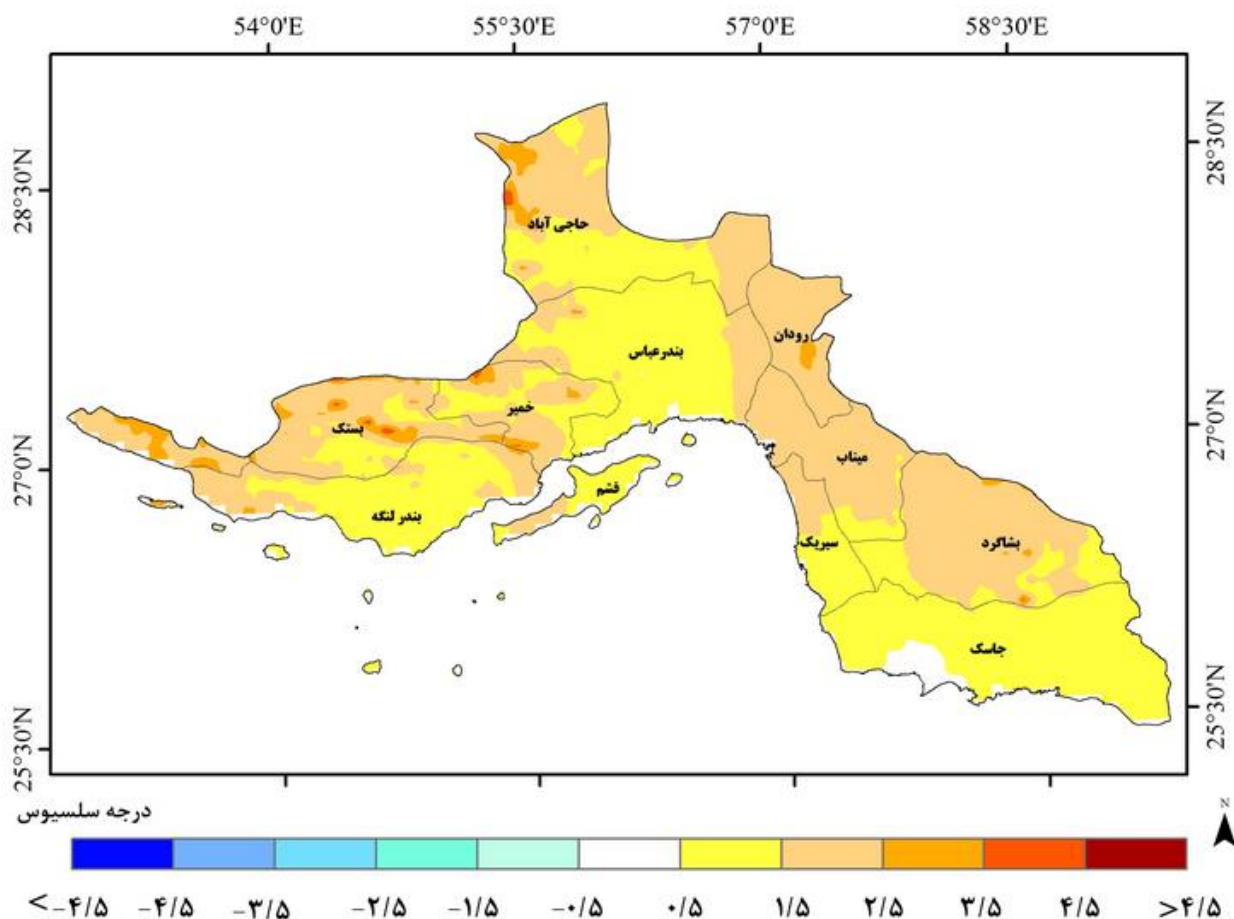 54°0'E 55°30'E 57°0'E 58°30'E
28°30'N
28°30'N
حاجی آباد
رودان
بندرعباس
خمیر
بستک
27°0'N
27°0'N
میناب
قشم
بندر لنگه
سیریک
بشاگرد
جاسک
25°30'N
25°30'N
درجه سلسیوس
N
<-۴/۵ -۴/۵ -۳/۵ -۲/۵ -۱/۵ -۰/۵ ۰/۵ ۱/۵ ۲/۵ ۳/۵ ۴/۵ >۴/۵